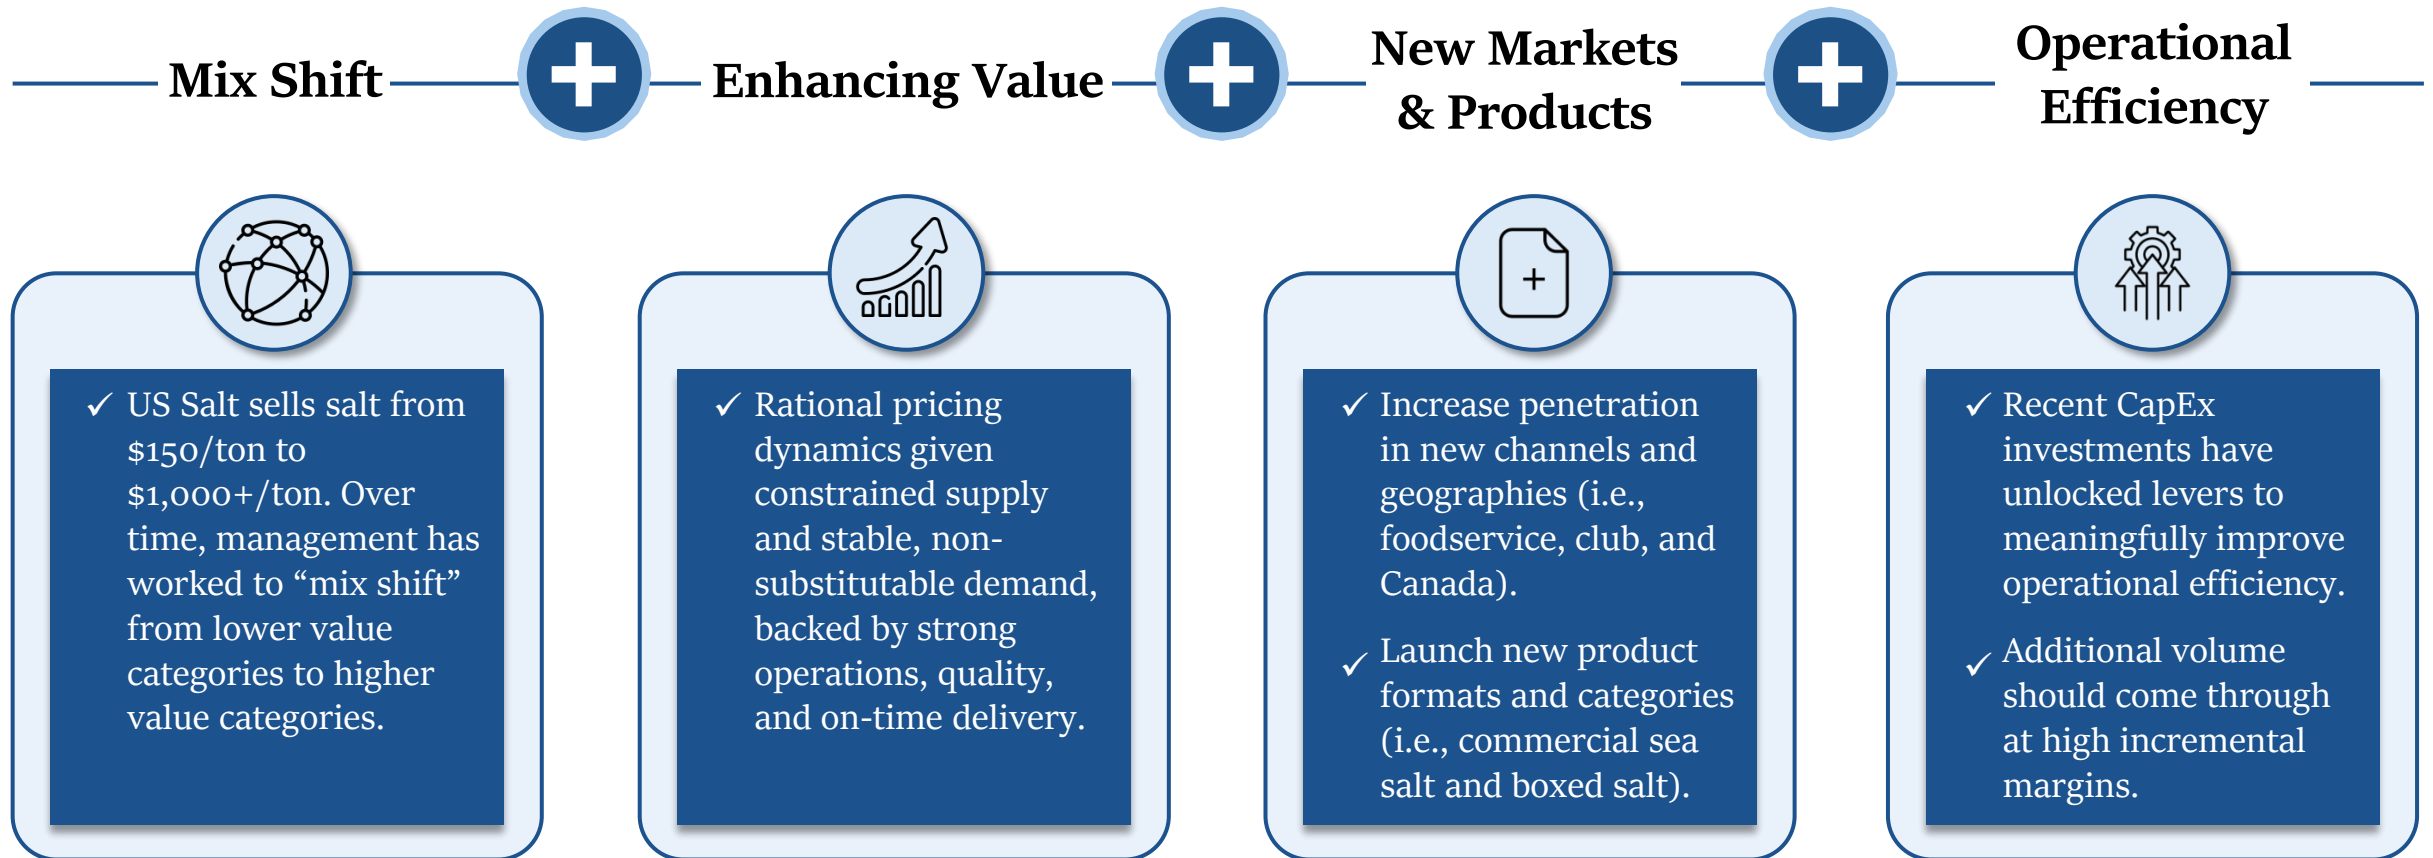 Mix Shift
Enhancing Value
New Markets
& Products
Operational
Efficiency
✓ US Salt sells salt from
$150/ton to
$1,000+/ton. Over
time, management has
worked to “mix shift”
from lower value
categories to higher
value categories.
✓ Rational pricing
dynamics given
constrained supply
and stable, non-
substitutable demand,
backed by strong
operations, quality,
and on-time delivery.
✓ Increase penetration
in new channels and
geographies (i.e.,
foodservice, club, and
Canada).
✓ Launch new product
formats and categories
(i.e., commercial sea
salt and boxed salt).
✓ Recent CapEx
investments have
unlocked levers to
meaningfully improve
operational efficiency.
✓ Additional volume
should come through
at high incremental
margins.